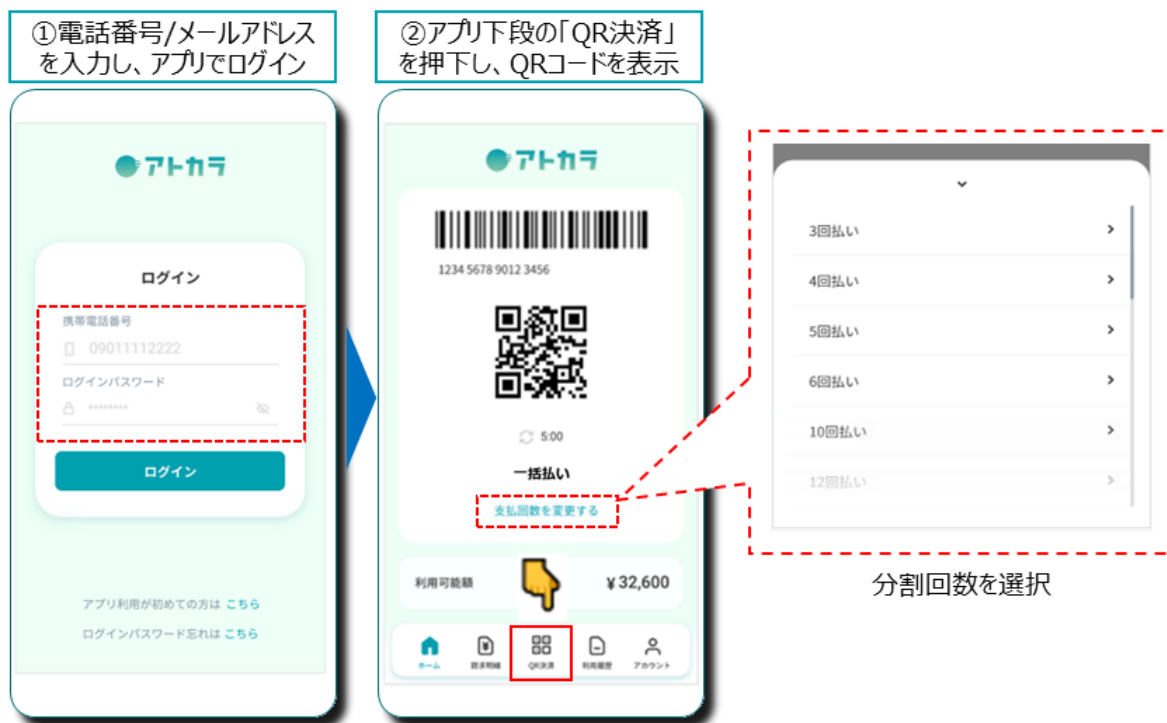 ①電話番号/メールアドレス
を入力し、アプリでログイン
アトカラ
ログイン
携帯電話番号
09011112222
ログインパスワード
********
ログイン
アプリ利用が初めての方は こちら
ログインパスワード忘れは こちら
②アプリ下段の「QR決済」
を押下し、QRコードを表示
アトカラ
1234 5678 9012 3456
5:00
一括払い
支払回数を変更する
利用可能額 ¥32,600
ホーム 請求明細 QR決済 利用履歴 アカウント
3回払い
4回払い
5回払い
6回払い
10回払い
12回払い
分割回数を選択